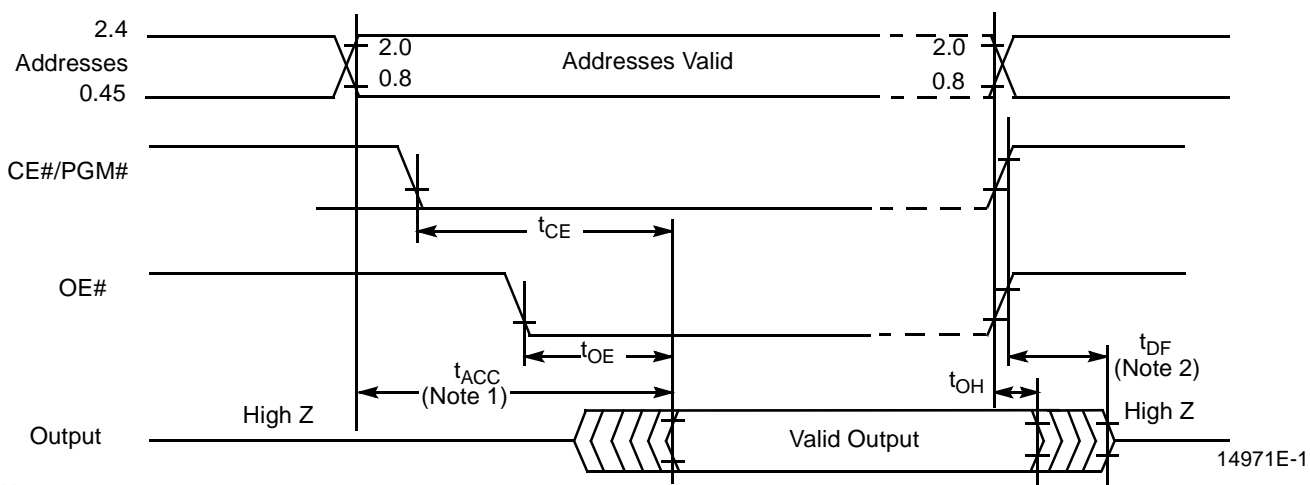 2.4
Addresses
0.45
2.0
0.8
Addresses Valid
2.0
0.8
CE#/PGM#
tCE
OE#
tOE
tACC
(Note 1)
tOH
tDF
(Note 2)
Output
High Z
Valid Output
High Z
14971E-1